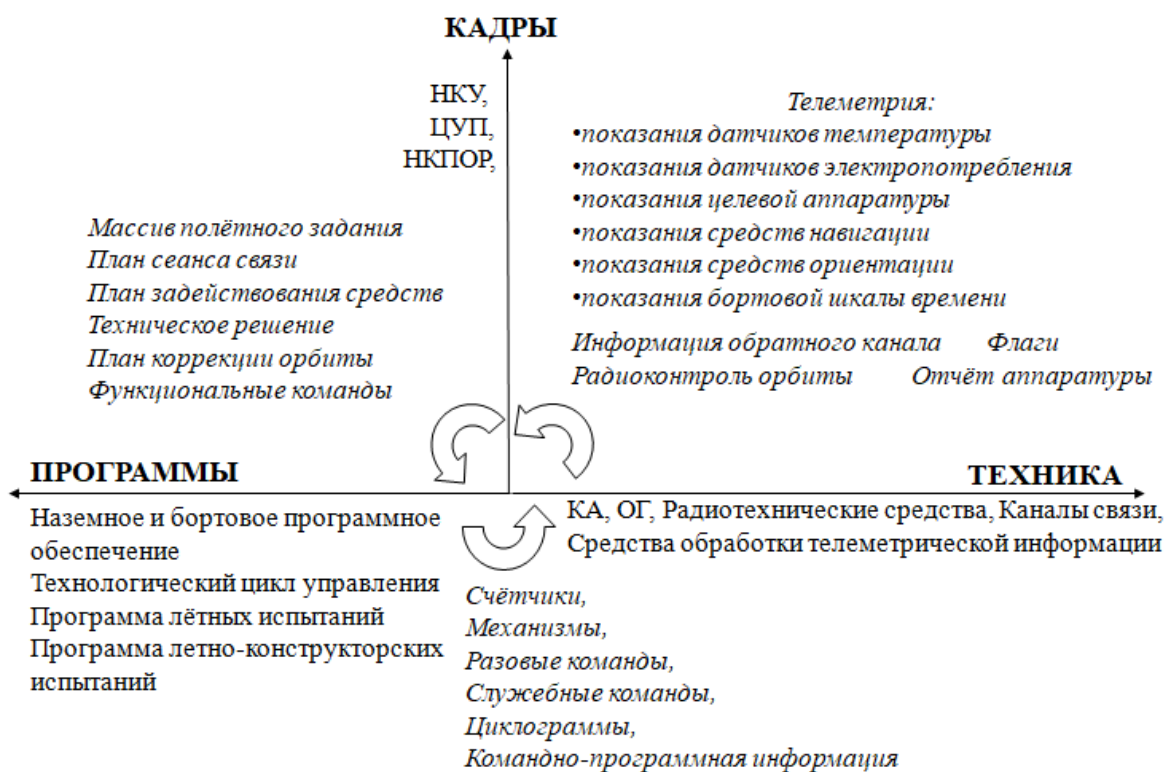 КАДРЫ
НКУ,
ЦУП,
НКПОР,
Телеметрия:
•показания датчиков температуры
•показания датчиков электропотребления
•показания целевой аппаратуры
•показания средств навигации
•показания средств ориентации
•показания бортовой шкалы времени
Информация обратного канала Флаги
Радиоконтроль орбиты Отчёт аппаратуры
Массив полётного задания
План сеанса связи
План задействования средств
Техническое решение
План коррекции орбиты
Функциональные команды
ПРОГРАММЫ
ТЕХНИКА
Наземное и бортовое программное
обеспечение
Технологический цикл управления
Программа лётных испытаний
Программа летно-конструкторских
испытаний
КА, ОГ, Радиотехнические средства, Каналы связи,
Средства обработки телеметрической информации
Счётчики,
Механизмы,
Разовые команды,
Служебные команды,
Циклограммы,
Командно-программная информация